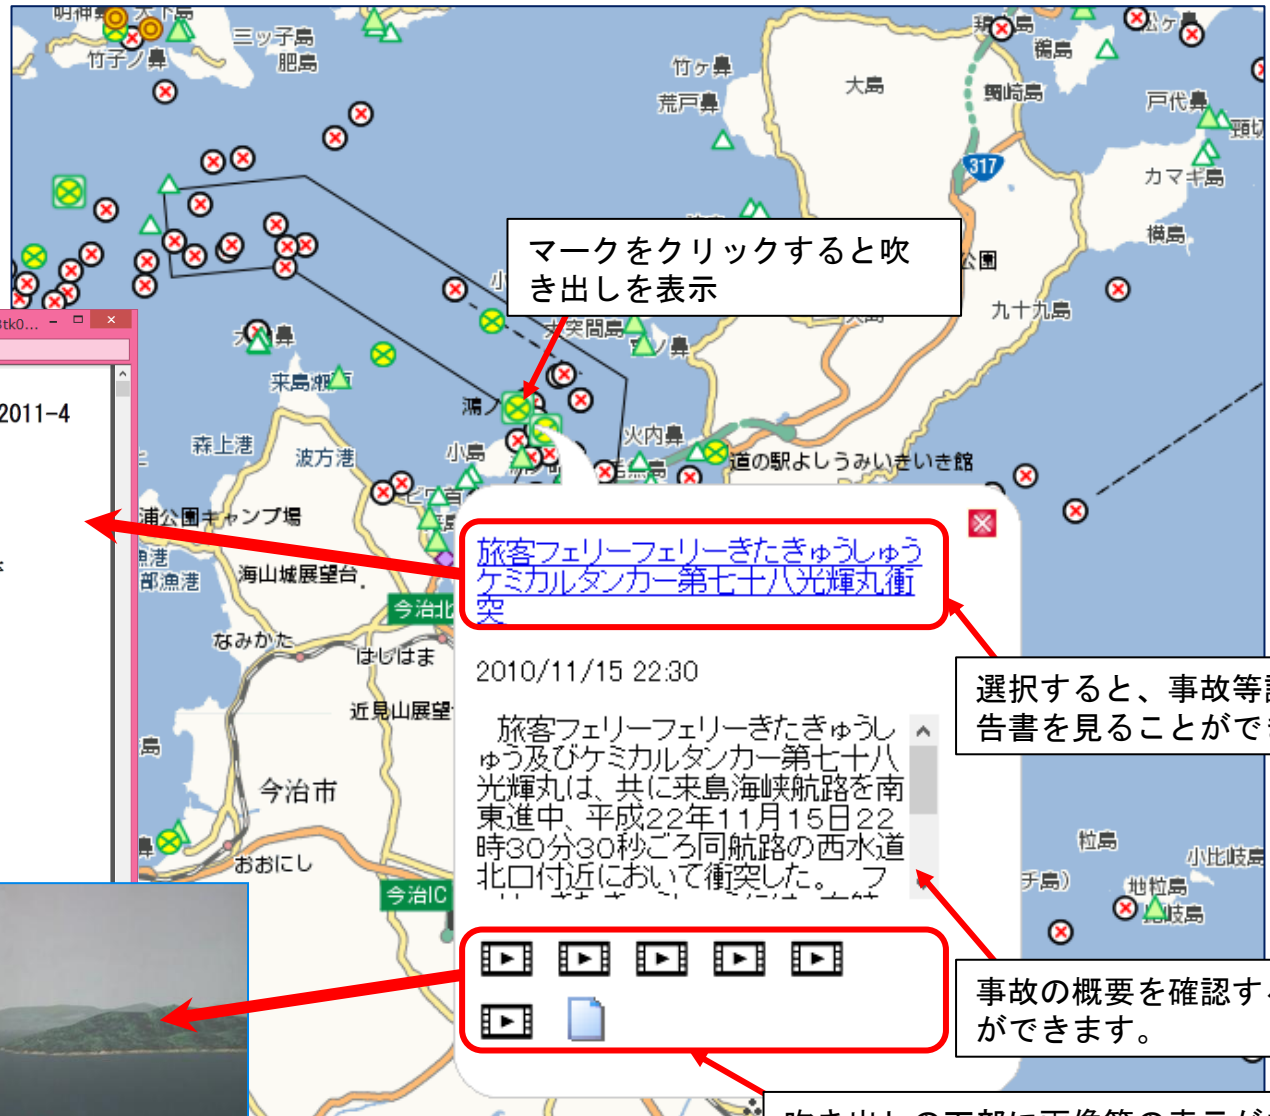 明神
大下島
竹子ノ鼻
三ッ子島
肥島
竹ヶ鼻
荒戸鼻
大島
鶏島
鵜島
松ヶ鼻
戸代鼻
317
カマギ島
横島
九十九島
公園
マークをクリックすると吹
き出しを表示
2011-4
来島瀬
森上港
波方港
小島
火内鼻
道の駅よしうみいきいき館
浦公園キャンプ場
海山城展望台
部漁港
今治北
なみかた
はしはま
近見山展望
今治市
おおにし
今治IC
旅客フェリーフェリーきたきゅうしゅう
ケミカルタンカー第七十八光輝丸衝
突
2010/11/15 22:30
旅客フェリーフェリーきたきゅうし
ゅう及びケミカルタンカー第七十八
光輝丸は、共に来島海峡航路を南
東進中、平成22年11月15日22
時30分30秒ごろ同航路の西水道
北口付近において衝突した。 フ
選択すると、事故等
告書を見ることができ
粒島
小比岐島
地粒島
比岐島
事故の概要を確認す
ができます。